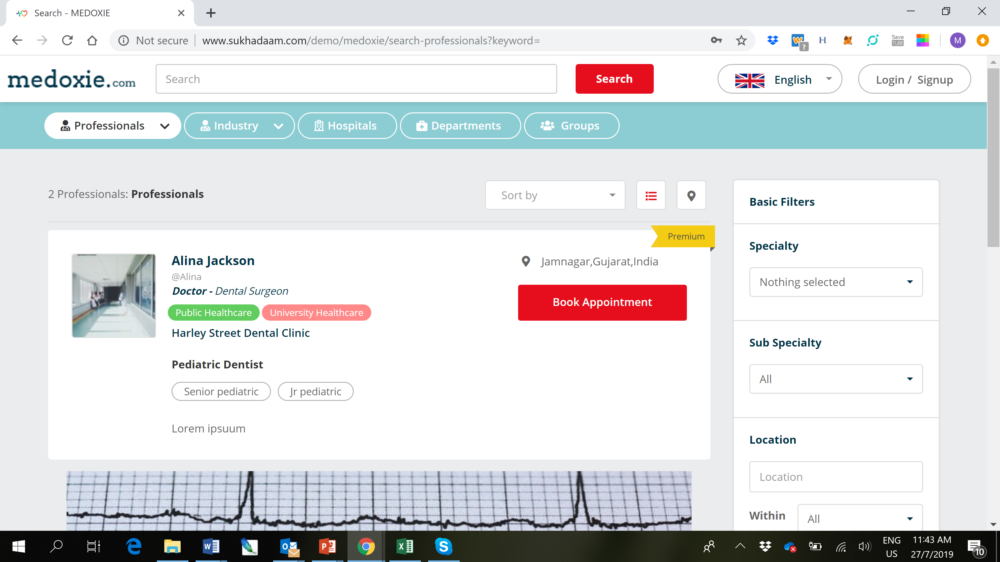 Search - MEDOXIE
Not secure
www.sukhadaam.com/demo/medoxie/search-professionals?keyword=
Save
TUBE
M
medoxie.com
Search
Search
English
Login / Signup
Professionals
Industry
Hospitals
Departments
Groups
2 Professionals: Professionals
Sort by
Basic Filters
Premium
Specialty
Nothing selected
Alina Jackson
@Alina
Doctor - Dental Surgeon
Public Healthcare
University Healthcare
Harley Street Dental Clinic
Jamnagar,Gujarat,India
Book Appointment
Pediatric Dentist
Senior pediatric
Jr pediatric
Lorem ipsuum
Sub Specialty
All
Location
Location
Within
All
ENG
US
11:43 AM
27/7/2019
10